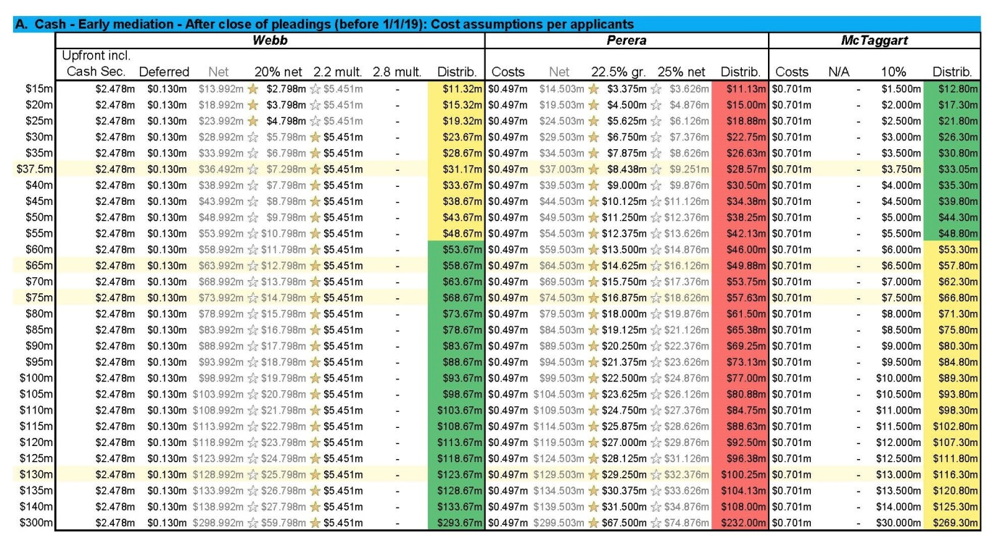 A. Cash - Early mediation - After close of pleadings (before 1/1/19): Cost assumptions per applicants
Webb Perera McTaggart
Upfront incl.
Cash Sec. Deferred Net 20% net 2.2 mult. 2.8 mult. Distrib. Costs Net 22.5% gr. 25% net Distrib. Costs N/A 10% Distrib.
$15m $2.478m $0.130m $13.992m $2.798m $5.451m - $11.32m $0.497m $14.503m $3.375m $3.626m $11.13m $0.701m - $1.500m $12.80m
$20m $2.478m $0.130m $18.992m $3.798m $5.451m - $15.32m $0.497m $19.503m $4.500m $4.876m $15.00m $0.701m - $2.000m $17.30m
$25m $2.478m $0.130m $23.992m $4.798m $5.451m - $19.32m $0.497m $24.503m $5.625m $6.126m $18.88m $0.701m - $2.500m $21.80m
$30m $2.478m $0.130m $28.992m $5.798m $5.451m - $23.67m $0.497m $29.503m $6.750m $7.376m $22.75m $0.701m - $3.000m $26.30m
$35m $2.478m $0.130m $33.992m $6.798m $5.451m - $28.67m $0.497m $34.503m $7.875m $8.626m $26.63m $0.701m - $3.500m $30.80m
$37.5m $2.478m $0.130m $36.492m $7.298m $5.451m - $31.17m $0.497m $37.003m $8.438m $9.251m $28.57m $0.701m - $3.750m $33.05m
$40m $2.478m $0.130m $38.992m $7.798m $5.451m - $33.67m $0.497m $39.503m $9.000m $9.876m $30.50m $0.701m - $4.000m $35.30m
$45m $2.478m $0.130m $43.992m $8.798m $5.451m - $38.67m $0.497m $44.503m $10.125m $11.126m $34.38m $0.701m - $4.500m $39.80m
$50m $2.478m $0.130m $48.992m $9.798m $5.451m - $43.67m $0.497m $49.503m $11.250m $12.376m $38.25m $0.701m - $5.000m $44.30m
$55m $2.478m $0.130m $53.992m $10.798m $5.451m - $48.67m $0.497m $54.503m $12.375m $13.626m $42.13m $0.701m - $5.500m $48.80m
$60m $2.478m $0.130m $58.992m $11.798m $5.451m - $53.67m $0.497m $59.503m $13.500m $14.876m $46.00m $0.701m - $6.000m $53.30m
$65m $2.478m $0.130m $63.992m $12.798m $5.451m - $58.67m $0.497m $64.503m $14.625m $16.126m $49.88m $0.701m - $6.500m $57.80m
$70m $2.478m $0.130m $68.992m $13.798m $5.451m - $63.67m $0.497m $69.503m $15.750m $17.376m $53.75m $0.701m - $7.000m $62.30m
$75m $2.478m $0.130m $73.992m $14.798m $5.451m - $68.67m $0.497m $74.503m $16.875m $18.626m $57.63m $0.701m - $7.500m $66.80m
$80m $2.478m $0.130m $78.992m $15.798m $5.451m - $73.67m $0.497m $79.503m $18.000m $19.876m $61.50m $0.701m - $8.000m $71.30m
$85m $2.478m $0.130m $83.992m $16.798m $5.451m - $78.67m $0.497m $84.503m $19.125m $21.126m $65.38m $0.701m - $8.500m $75.80m
$90m $2.478m $0.130m $88.992m $17.798m $5.451m - $83.67m $0.497m $89.503m $20.250m $22.376m $69.25m $0.701m - $9.000m $80.30m
$95m $2.478m $0.130m $93.992m $18.798m $5.451m - $88.67m $0.497m $94.503m $21.375m $23.626m $73.13m $0.701m - $9.500m $84.80m
$100m $2.478m $0.130m $98.992m $19.798m $5.451m - $93.67m $0.497m $99.503m $22.500m $24.876m $77.00m $0.701m - $10.000m $89.30m
$105m $2.478m $0.130m $103.992m $20.798m $5.451m - $98.67m $0.497m $104.503m $23.625m $26.126m $80.88m $0.701m - $10.500m $93.80m
$110m $2.478m $0.130m $108.992m $21.798m $5.451m - $103.67m $0.497m $109.503m $24.750m $27.376m $84.75m $0.701m - $11.000m $98.30m
$115m $2.478m $0.130m $113.992m $22.798m $5.451m - $108.67m $0.497m $114.503m $25.875m $28.626m $88.63m $0.701m - $11.500m $102.80m
$120m $2.478m $0.130m $118.992m $23.798m $5.451m - $113.67m $0.497m $119.503m $27.000m $29.876m $92.50m $0.701m - $12.000m $107.30m
$125m $2.478m $0.130m $123.992m $24.798m $5.451m - $118.67m $0.497m $124.503m $28.125m $31.126m $96.38m $0.701m - $12.500m $111.80m
$130m $2.478m $0.130m $128.992m $25.798m $5.451m - $123.67m $0.497m $129.503m $29.250m $32.376m $100.25m $0.701m - $13.000m $116.30m
$135m $2.478m $0.130m $133.992m $26.798m $5.451m - $128.67m $0.497m $134.503m $30.375m $33.626m $104.13m $0.701m - $13.500m $120.80m
$140m $2.478m $0.130m $138.992m $27.798m $5.451m - $133.67m $0.497m $139.503m $31.500m $34.876m $108.00m $0.701m - $14.000m $125.30m
$300m $2.478m $0.130m $298.992m $59.798m $5.451m - $293.67m $0.497m $299.503m $67.500m $74.876m $232.00m $0.701m - $30.000m $269.30m